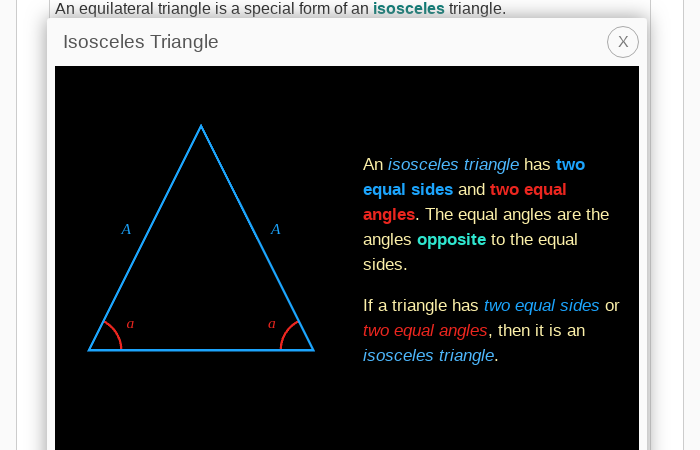 An equilateral triangle is a special form of an isosceles triangle.
Isosceles Triangle
X
A
A
a
a
An isosceles triangle has two
equal sides and two equal
angles. The equal angles are the
angles opposite to the equal
sides.
If a triangle has two equal sides or
two equal angles, then it is an
isosceles triangle.